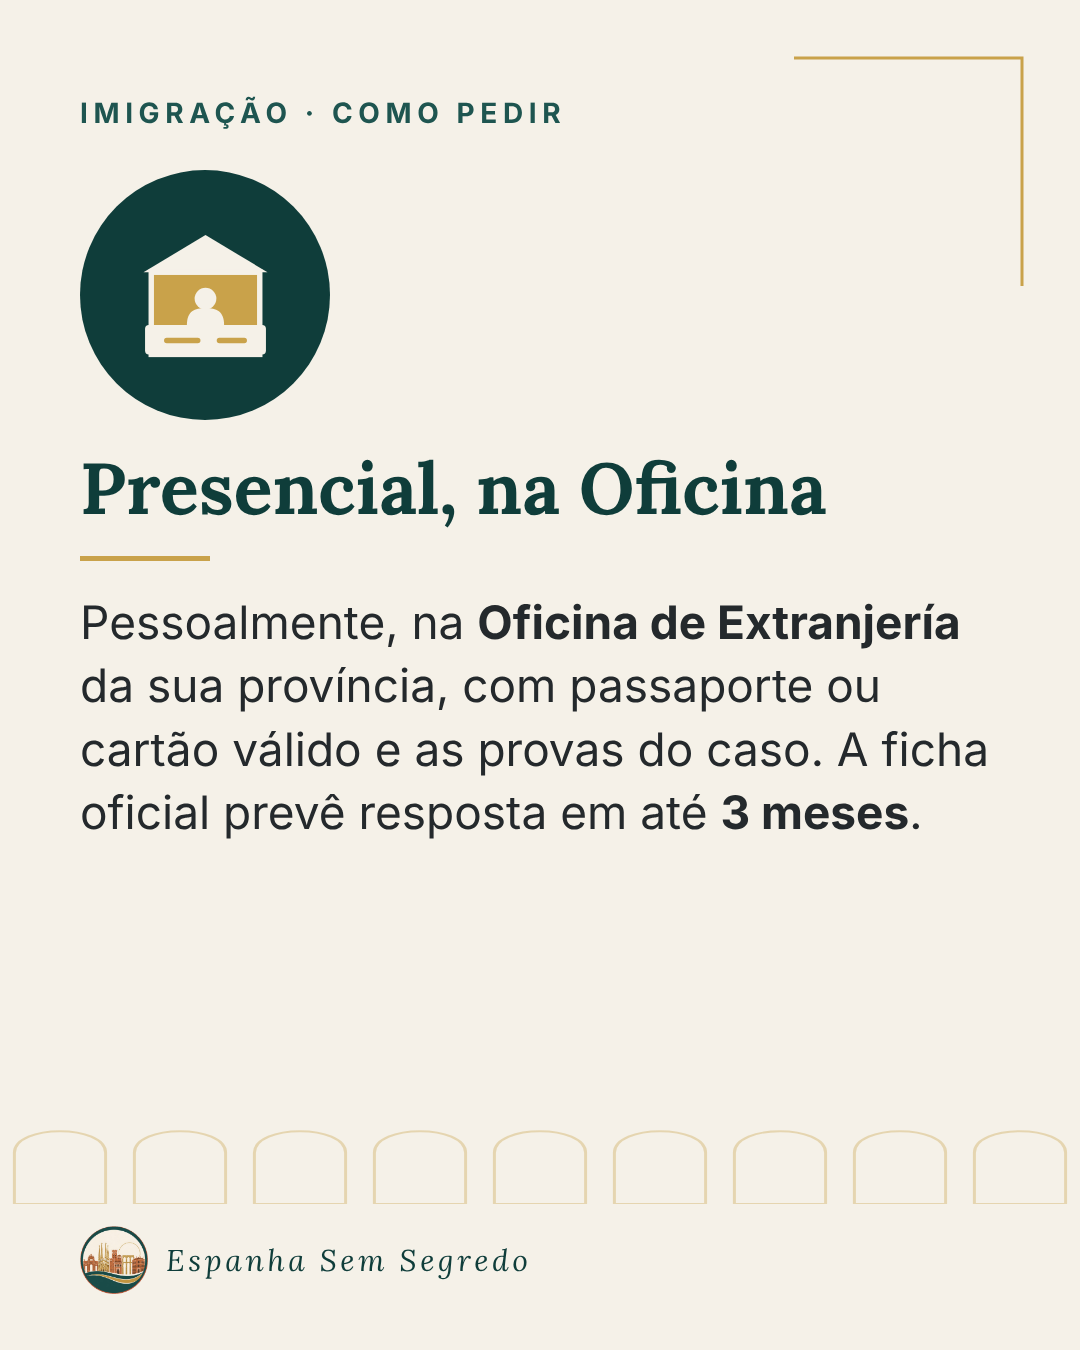 IMIGRAÇÃO · COMO PEDIR
Presencial, na Oficina
Pessoalmente, na Oficina de Extranjería
da sua província, com passaporte ou
cartão válido e as provas do caso. A ficha
oficial prevê resposta em até 3 meses.
Espanha Sem Segredo